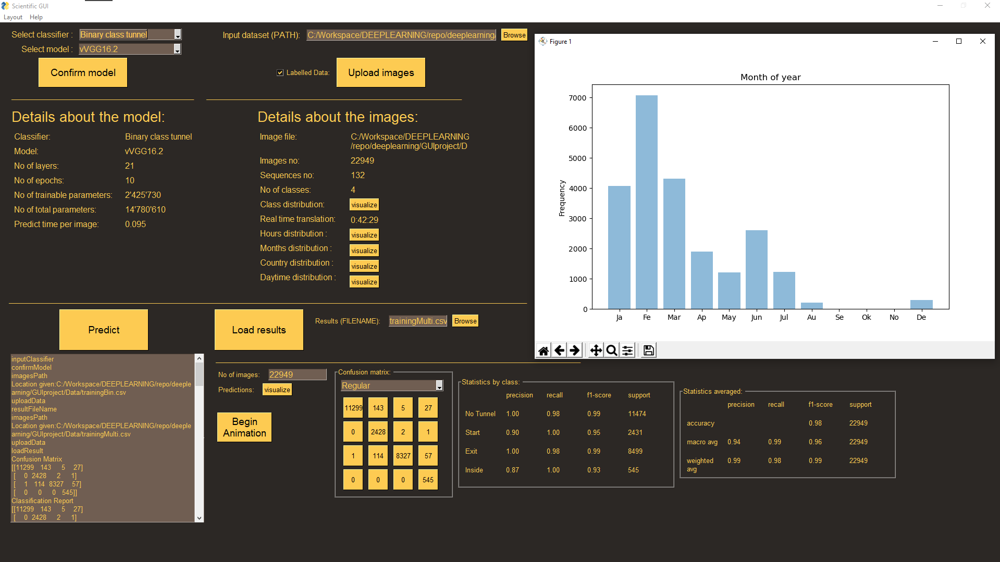 Scientific GUI
Layout Help
Select classifier : Binary class tunnel
Input dataset (PATH): C:/Workspace/DEEPLEARNING/repo/deeplearning/ Browse
Select model : vVGG16.2
Confirm model
Labelled Data: Upload images
Details about the model:
Classifier: Binary class tunnel
Model: vVGG16.2
No of layers: 21
No of epochs: 10
No of trainable parameters: 2'425'730
No of total parameters: 14'780'610
Predict time per image: 0.095
Details about the images:
Image file: C:/Workspace/DEEPLEARNING
/repo/deeplearning/GUIproject/D
Images no: 22949
Sequences no: 132
No of classes: 4
Class distribution: visualize
Real time translation: 0:42:29
Hours distribution : visualize
Months distribution : visualize
Country distribution : visualize
Daytime distribution : visualize
Figure 1
Month of year
Frequency
7000
6000
5000
4000
3000
2000
1000
0
Ja Fe Mar Ap May Jun Jul Au Se Ok No De
Predict
Load results
Results (FILENAME): trainingMulti.csv Browse
inputClassifier
confirmModel
imagesPath
Location given:C:/Workspace/DEEPLEARNING/repo/deeple
arning/GUIproject/Data/trainingBin.csv
uploadData
resultFileName
imagesPath
Location given:C:/Workspace/DEEPLEARNING/repo/deeple
arning/GUIproject/Data/trainingMulti.csv
uploadData
loadResult
Confusion Matrix
[[11299 143 5 27]
[ 0 2428 2 1]
[ 1 114 8327 57]
[ 0 0 0 545]]
Classification Report
[[11299 143 5 27]
[ 0 2428 2 1]
No of images: 22949
Predictions: visualize
Begin
Animation
Confusion matrix:
Regular
11299 143 5 27
0 2428 2 1
1 114 8327 57
0 0 0 545
Statistics by class:
precision recall f1-score support
No Tunnel 1.00 0.98 0.99 11474
Start 0.90 1.00 0.95 2431
Exit 1.00 0.98 0.99 8499
Inside 0.87 1.00 0.93 545
Statistics averaged:
precision recall f1-score support
accuracy 0.98 22949
macro avg 0.94 0.99 0.96 22949
weighted 0.99 0.98 0.99 22949
avg